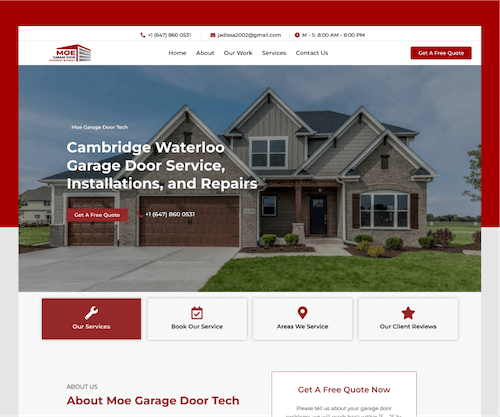 +1 (647) 860 0531 jadissa2002@gmail.com M - S: 8:00 AM - 8:00 PM
MOE
GARAGE DOOR
Home About Our Work Services Contact Us
Get A Free Quote
Moe Garage Door Tech
Cambridge Waterloo
Garage Door Service,
Installations, and Repairs
Get A Free Quote +1 (647) 860 0531
Our Services Book Our Service Areas We Service Our Client Reviews
ABOUT US
About Moe Garage Door Tech
Get A Free Quote Now
Please tell us about your garage door